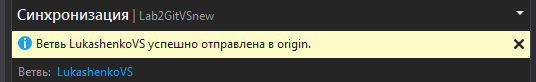 Синхронизация | Lab2GitVSnew
Ветвь LukashenkoVS успешно отправлена в origin.
Ветвь: LukashenkoVS